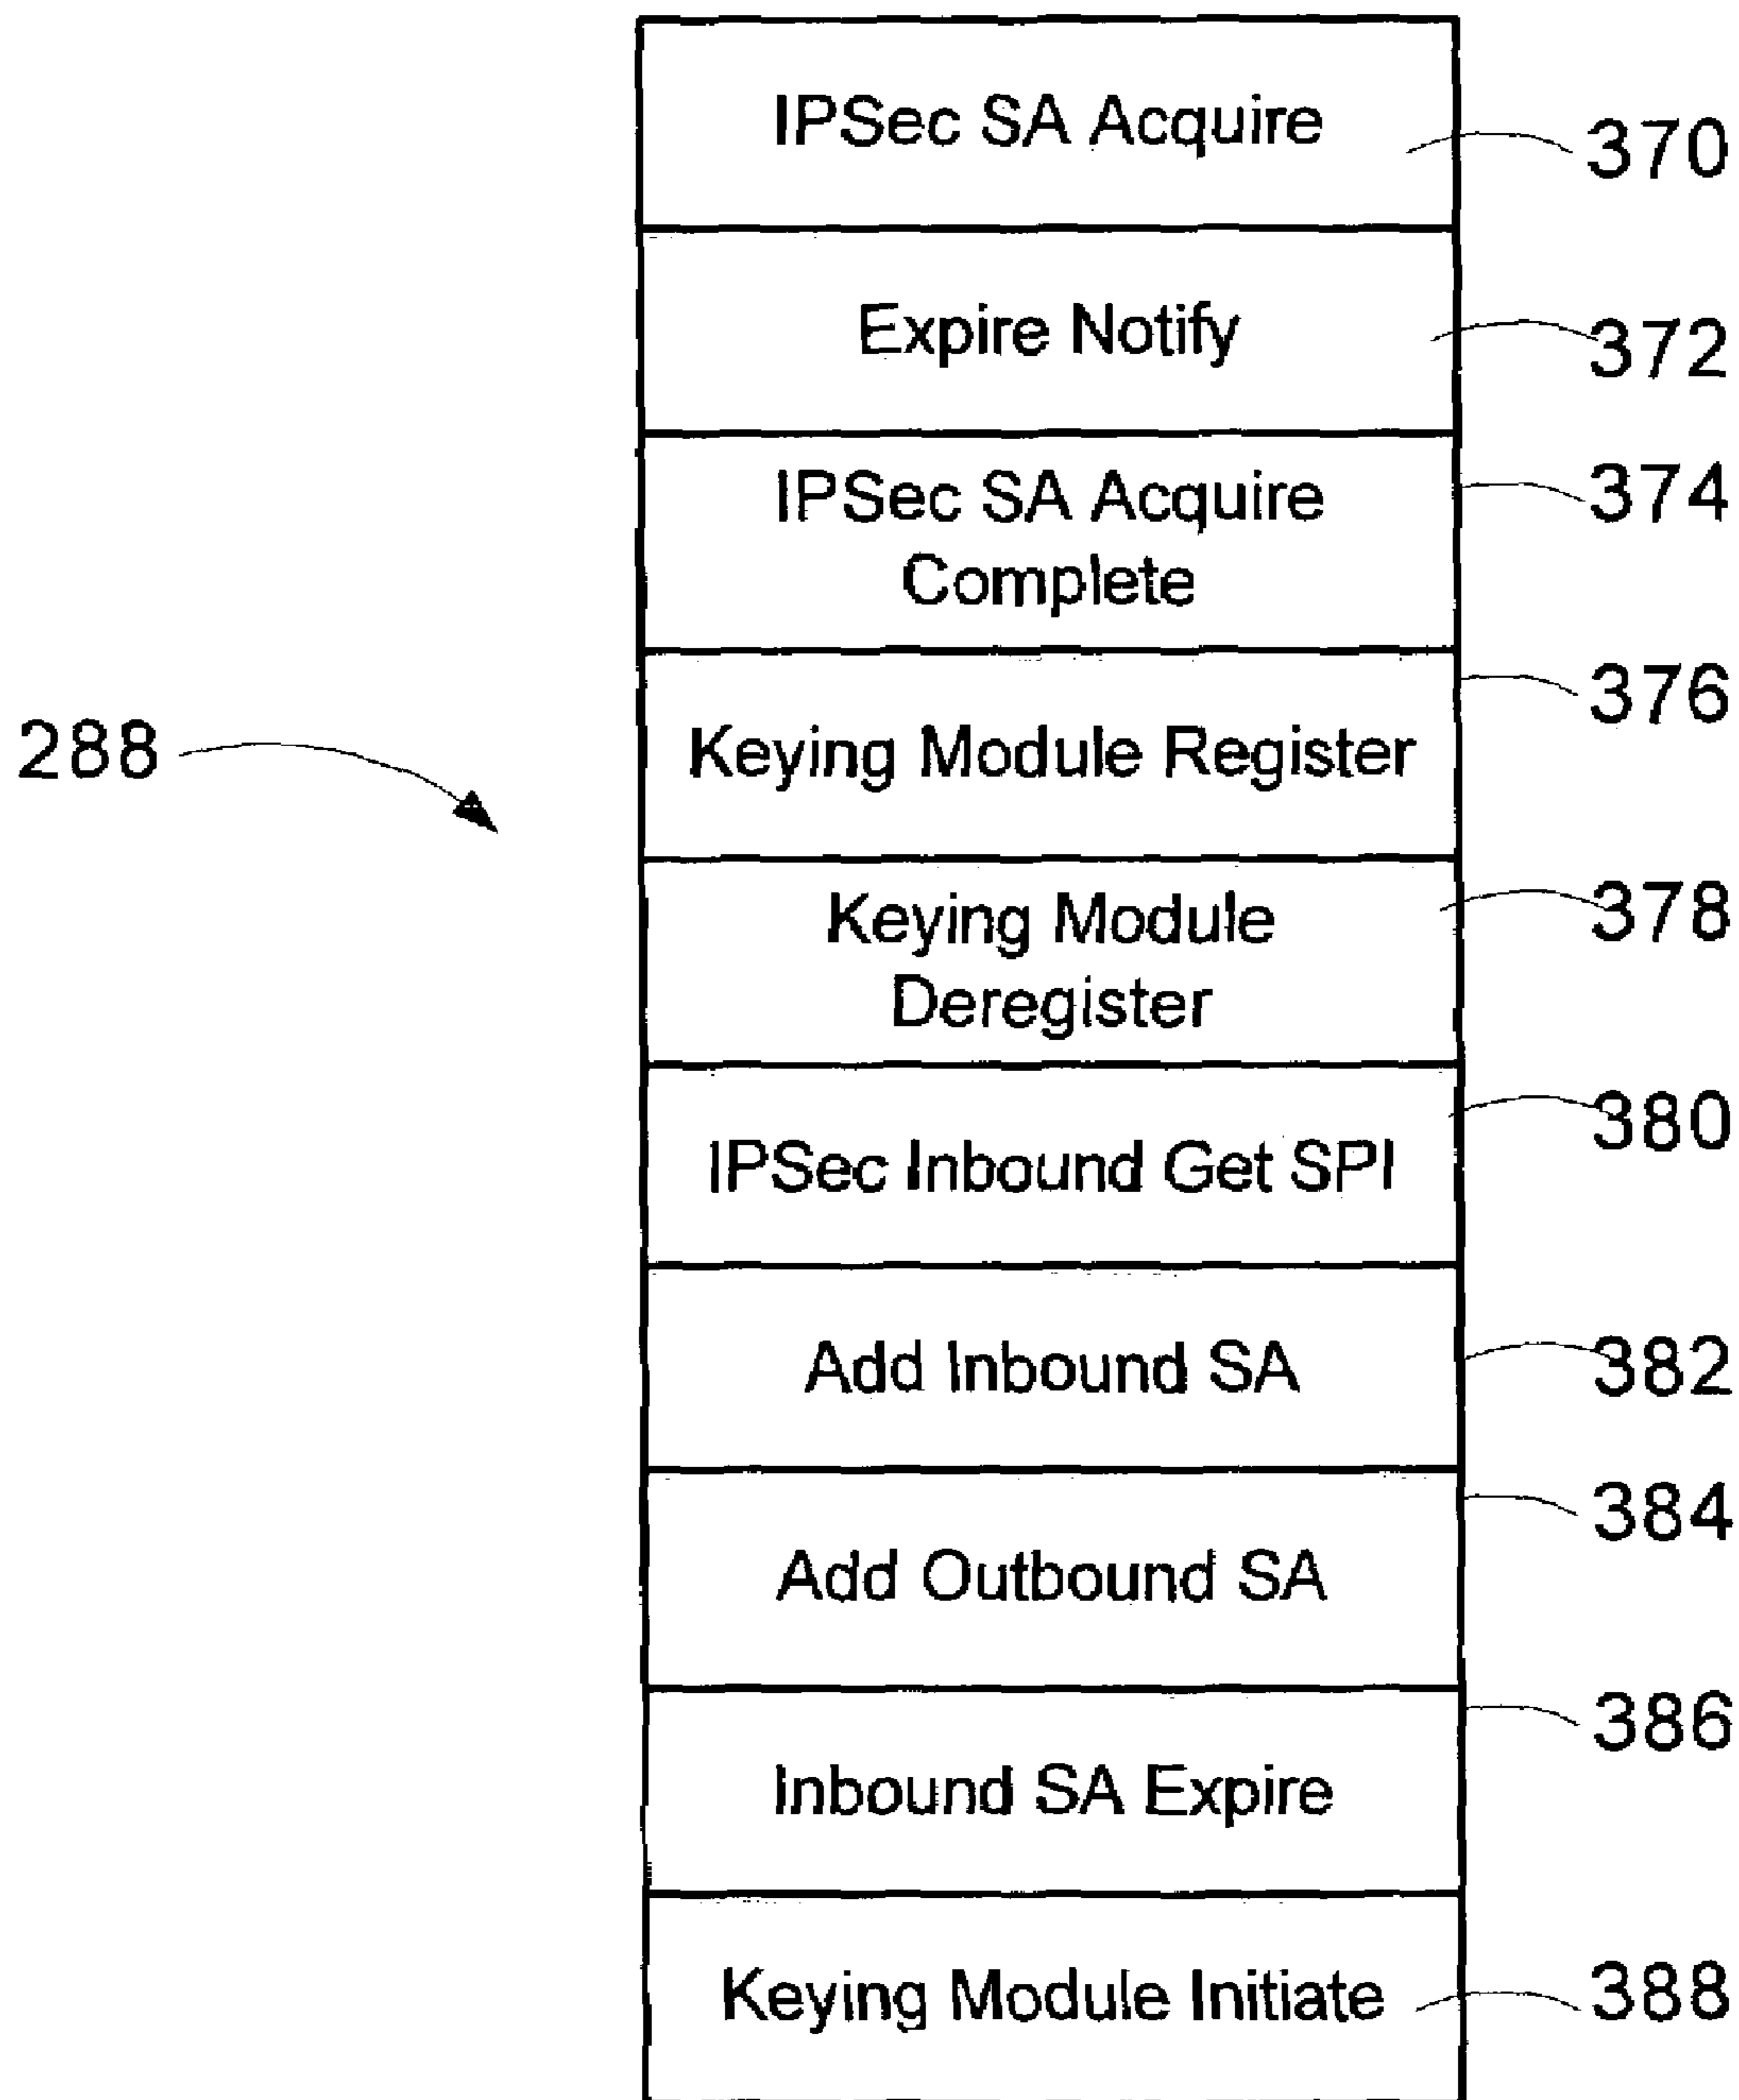 IPSec SA Acquire
370
Expire Notify
372
IPSec SA Acquire
Complete
374
Keying Module Register
376
288
Keying Module
Deregister
378
IPSec Inbound Get SPI
380
Add Inbound SA
382
Add Outbound SA
384
Inbound SA Expire
386
Keying Module Initiate
388